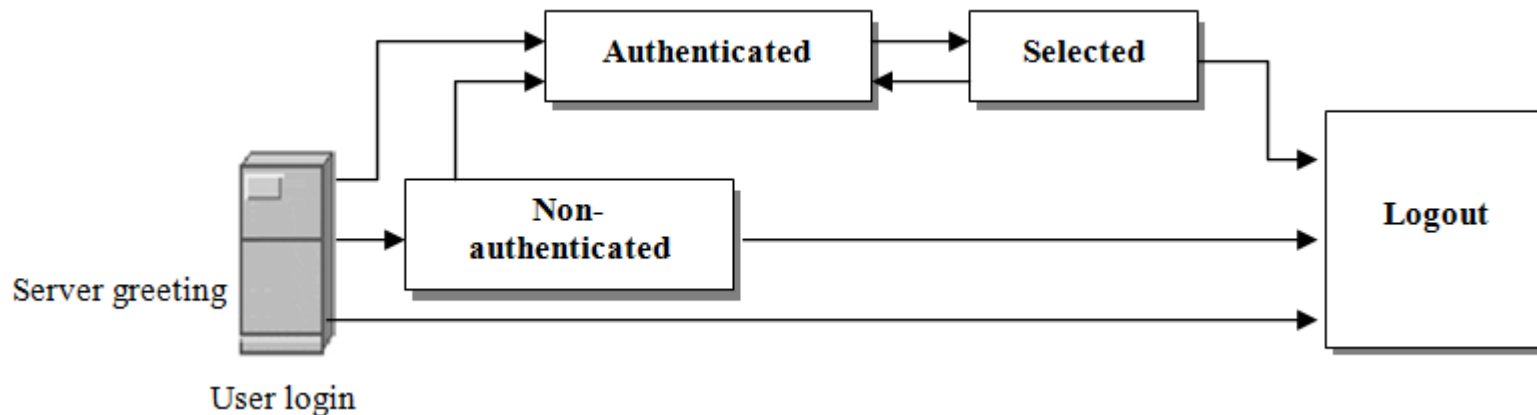 Authenticated
Selected
Non-
authenticated
Logout
Server greeting
User login